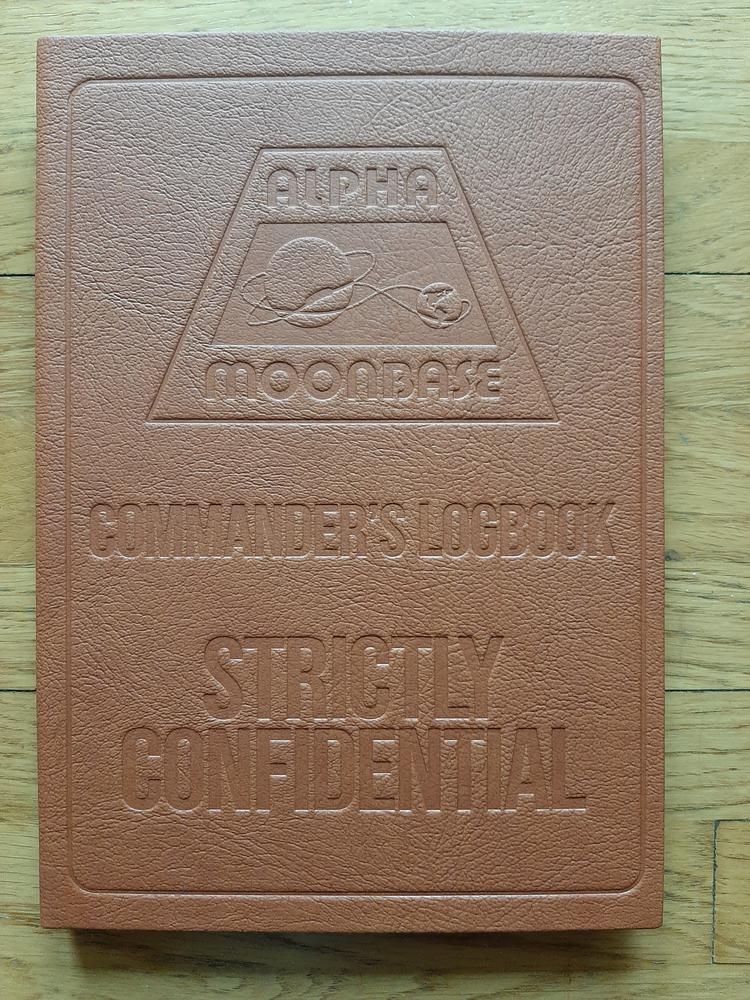 ALPHA
MOONBASE
COMMANDER'S LOGBOOK
STRICTLY
CONFIDENTIAL